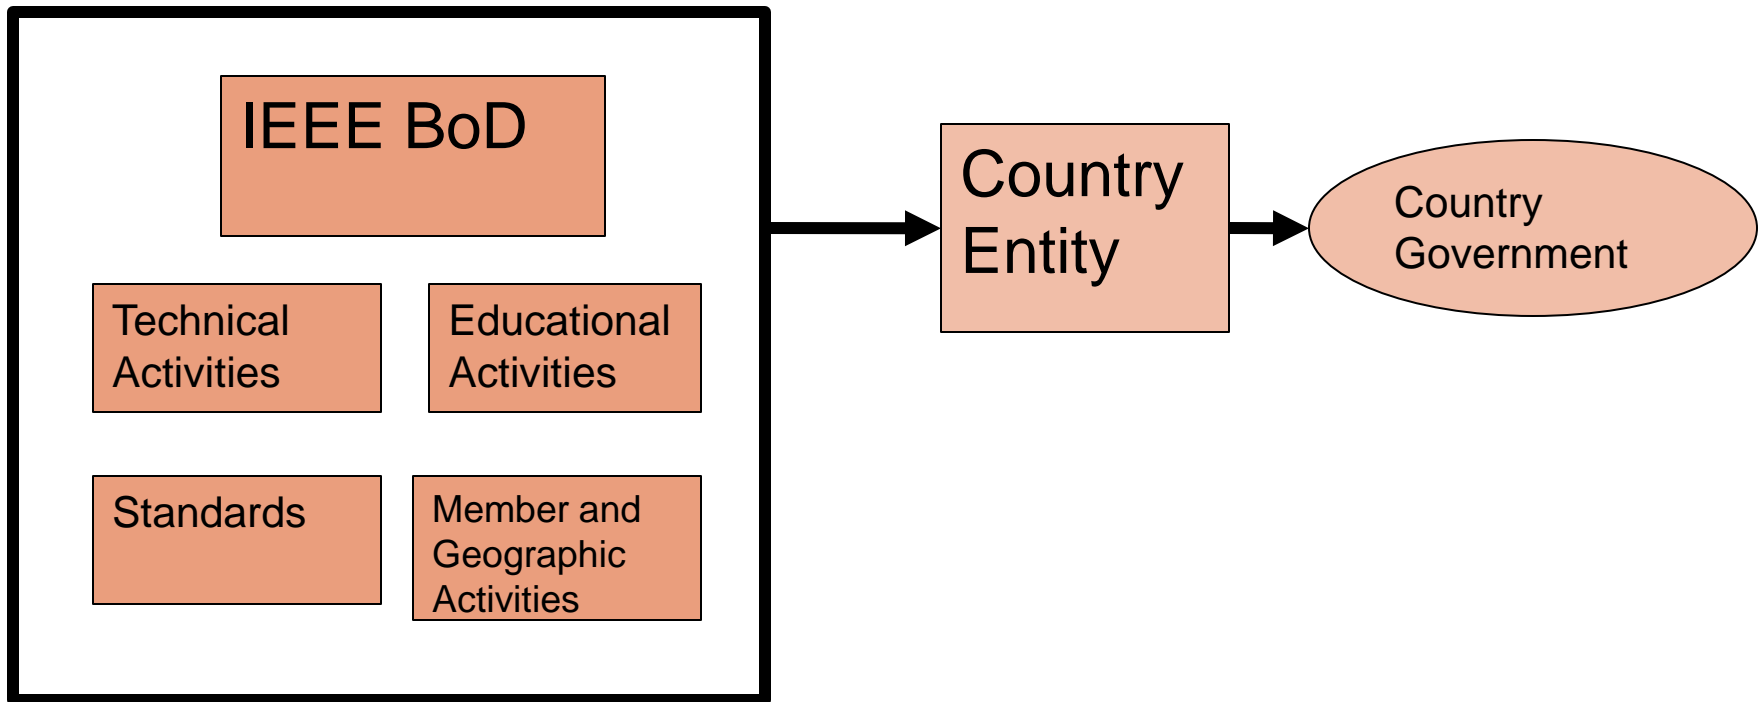 IEEE BoD
Technical
Activities
Educational
Activities
Standards
Member and
Geographic
Activities
Country
Entity
Country
Government